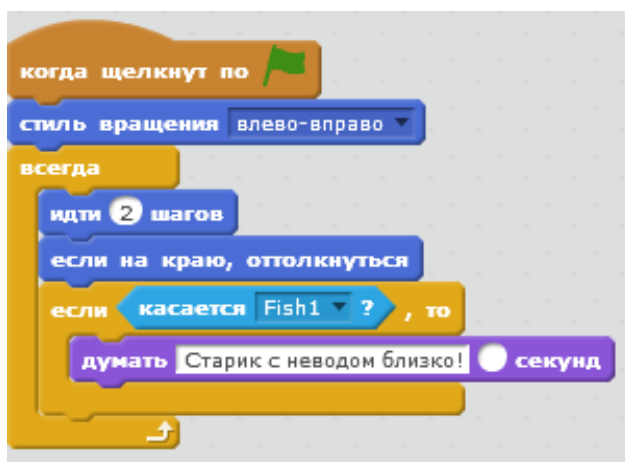 когда щелкнут по
стиль вращения влево-вправо
всегда
идти 2 шагов
если на краю, оттолкнуться
если касается Fish1 ? , то
думать Старик с неводом близко! секунд